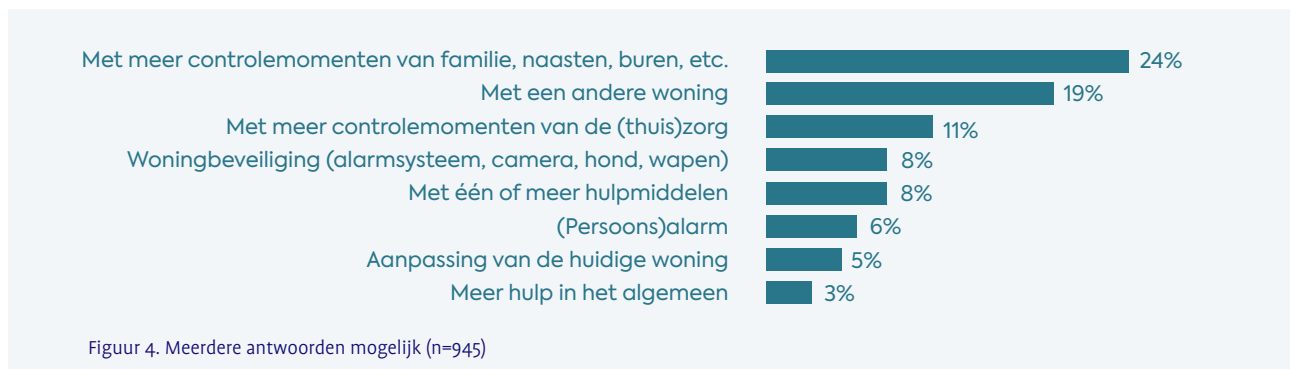 Met meer controlemomenten van familie, naasten, buren, etc. 24%
Met een andere woning 19%
Met meer controlemomenten van de (thuis)zorg 11%
Woningbeveiliging (alarmsysteem, camera, hond, wapen) 8%
Met één of meer hulpmiddelen 8%
(Persoons)alarm 6%
Aanpassing van de huidige woning 5%
Meer hulp in het algemeen 3%
Figuur 4. Meerdere antwoorden mogelijk (n=945)